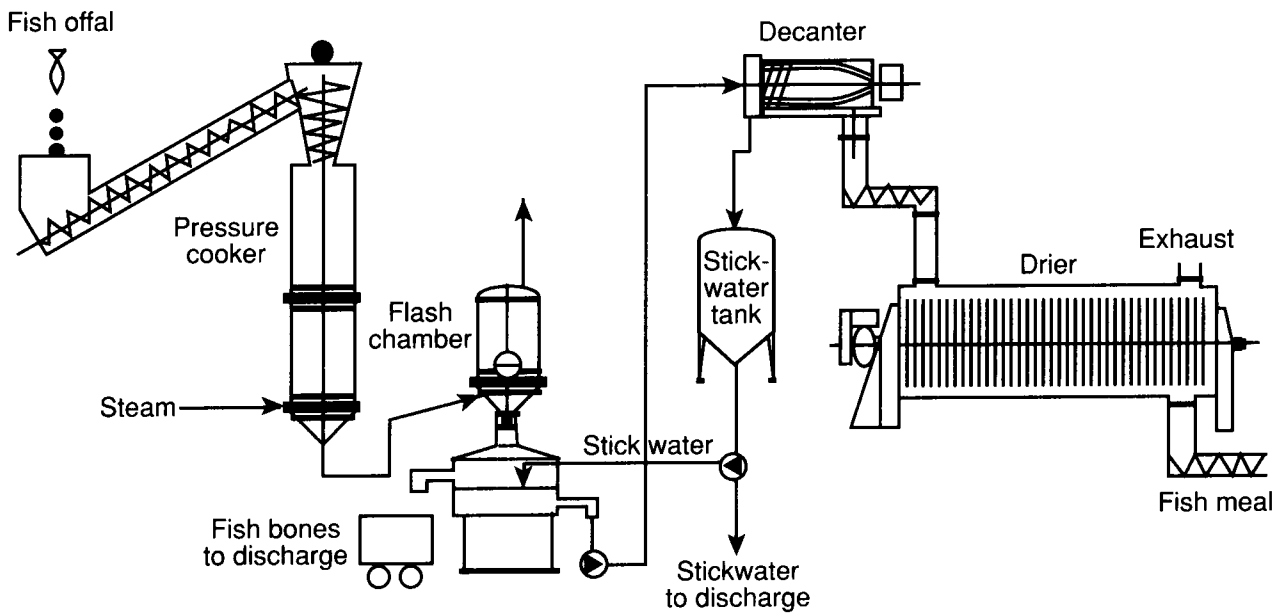 Fish offal
Pressure
cooker
Steam
Flash
chamber
Fish bones
to discharge
Decanter
Stick-
water
tank
Stick water
Stickwater
to discharge
Drier
Exhaust
Fish meal